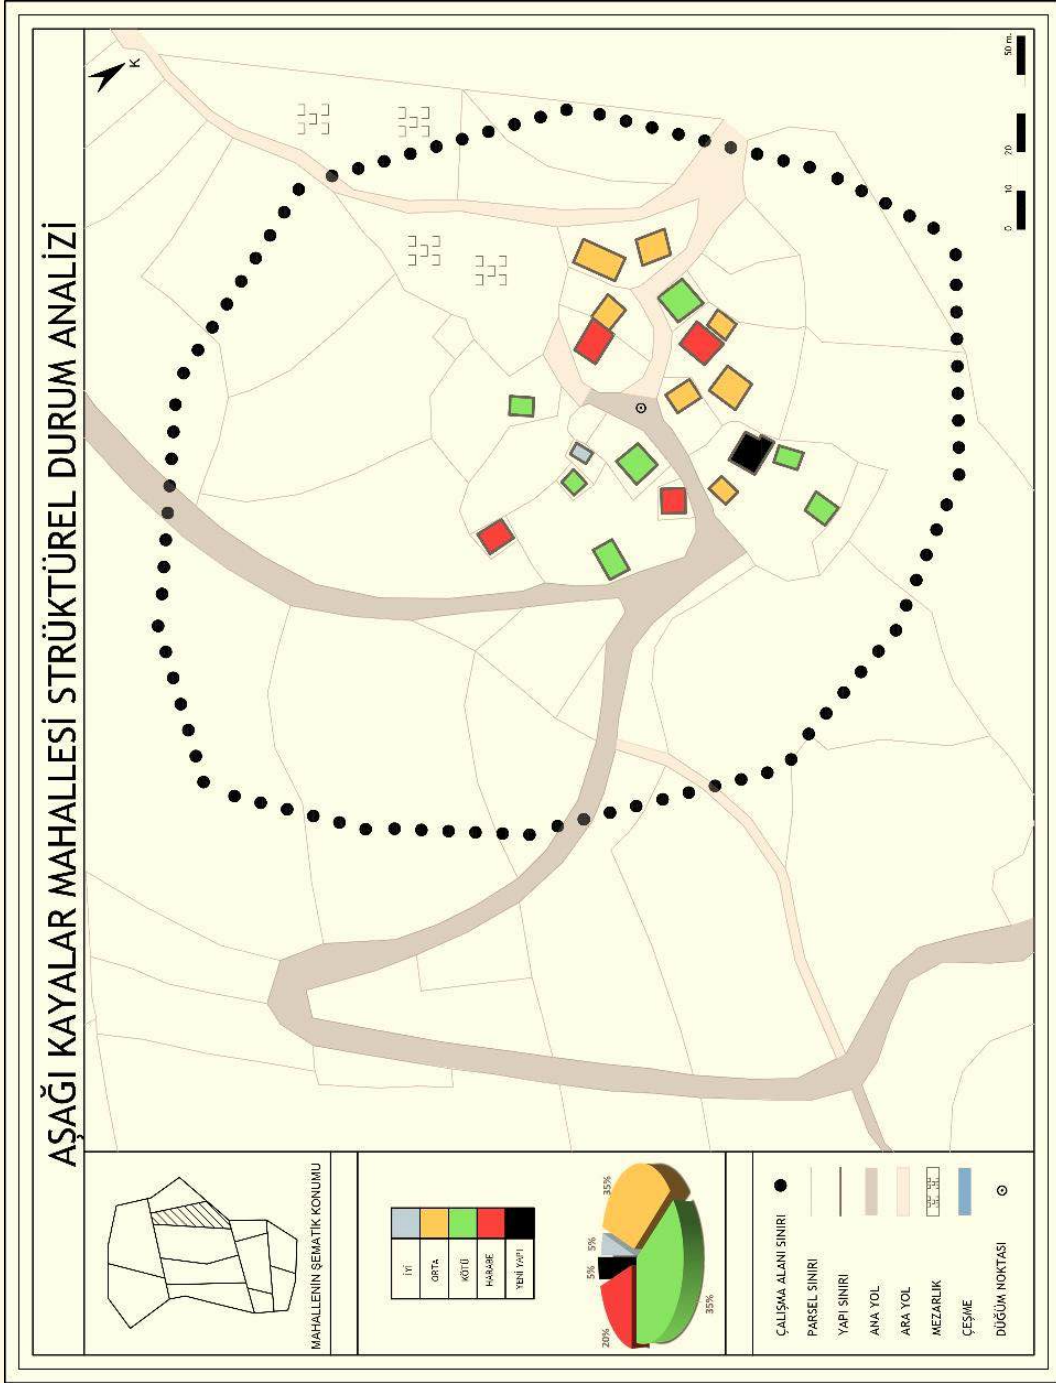 AŞAĞI KAYALAR MAHALLESİ STRÜKTÜREL DURUM ANALİZİ
K
0 10 20 50 m.
MAHALLENİN ŞEMATİK KONUMU
İYİ
ORTA
KÖTÜ
HARABE
YENİ YAPI
5%
5%
35%
20%
35%
ÇALIŞMA ALANI SINIRI
PARSEL SINIRI
YAPI SINIRI
ANA YOL
ARA YOL
MEZARLIK
ÇEŞME
DÜĞÜM NOKTASI